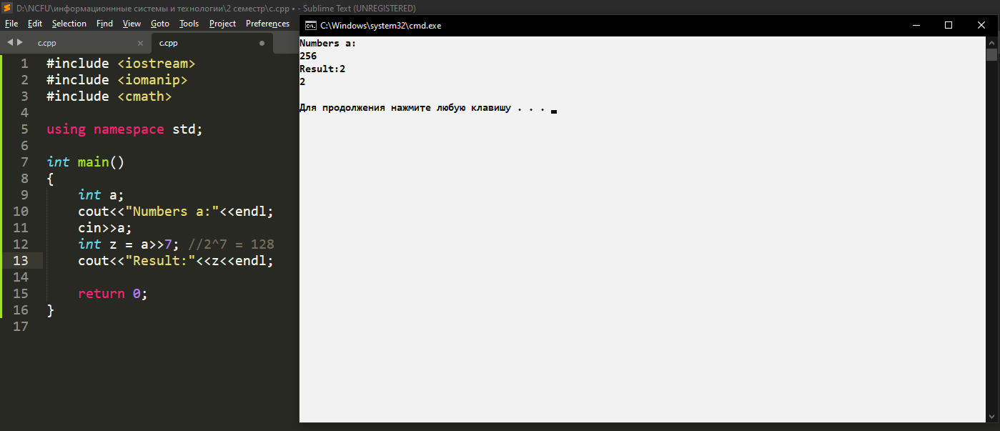 D:\NCFU\информационнные системы и технологии\2 семестр\c.cpp • - Sublime Text (UNREGISTERED)
File Edit Selection Find View Goto Tools Project Preferences
c.cpp × c.cpp
1 #include <iostream>
2 #include <iomanip>
3 #include <cmath>
4
5 using namespace std;
6
7 int main()
8 {
9 int a;
10 cout<<"Numbers a:"<<endl;
11 cin>>a;
12 int z = a>>7; //2^7 = 128
13 cout<<"Result:"<<z<<endl;
14
15 return 0;
16 }
17
C:\Windows\system32\cmd.exe
Numbers a:
256
Result:2
2
Для продолжения нажмите любую клавишу . . .